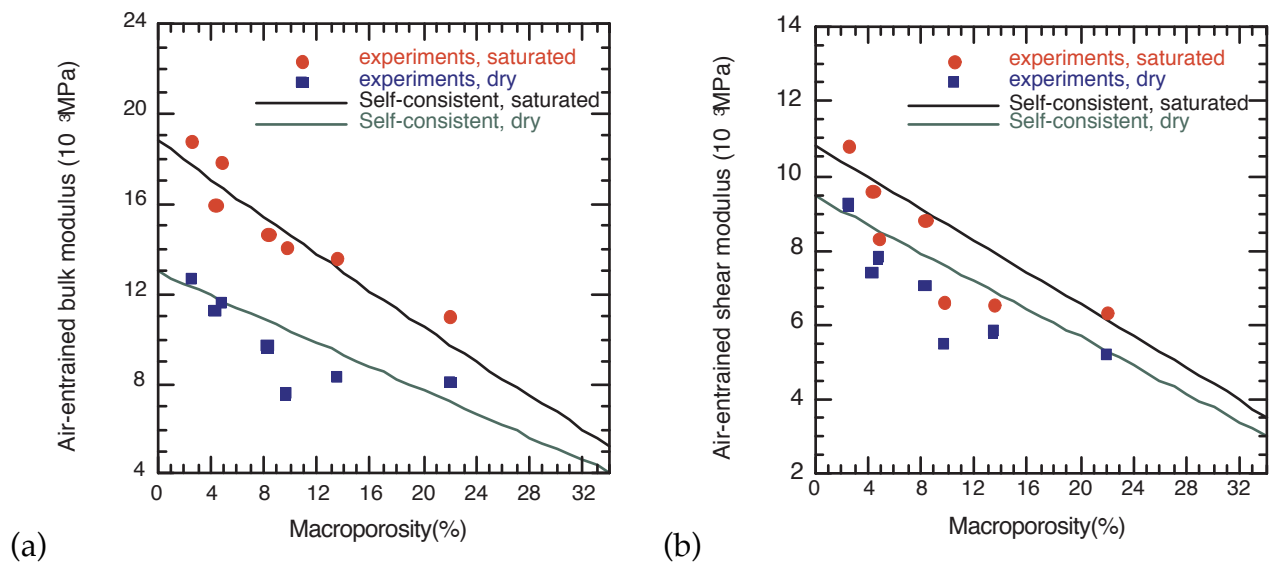 24
20
16
12
8
4
0 4 8 12 16 20 24 28 32
Air-entrained bulk modulus (10 ³MPa)
Macroporosity(%)
experiments, saturated
experiments, dry
Self-consistent, saturated
Self-consistent, dry
(a)
14
12
10
8
6
4
2
0 4 8 12 16 20 24 28 32
Air-entrained shear modulus (10 ³MPa)
Macroporosity(%)
experiments, saturated
experiments, dry
Self-consistent, saturated
Self-consistent, dry
(b)